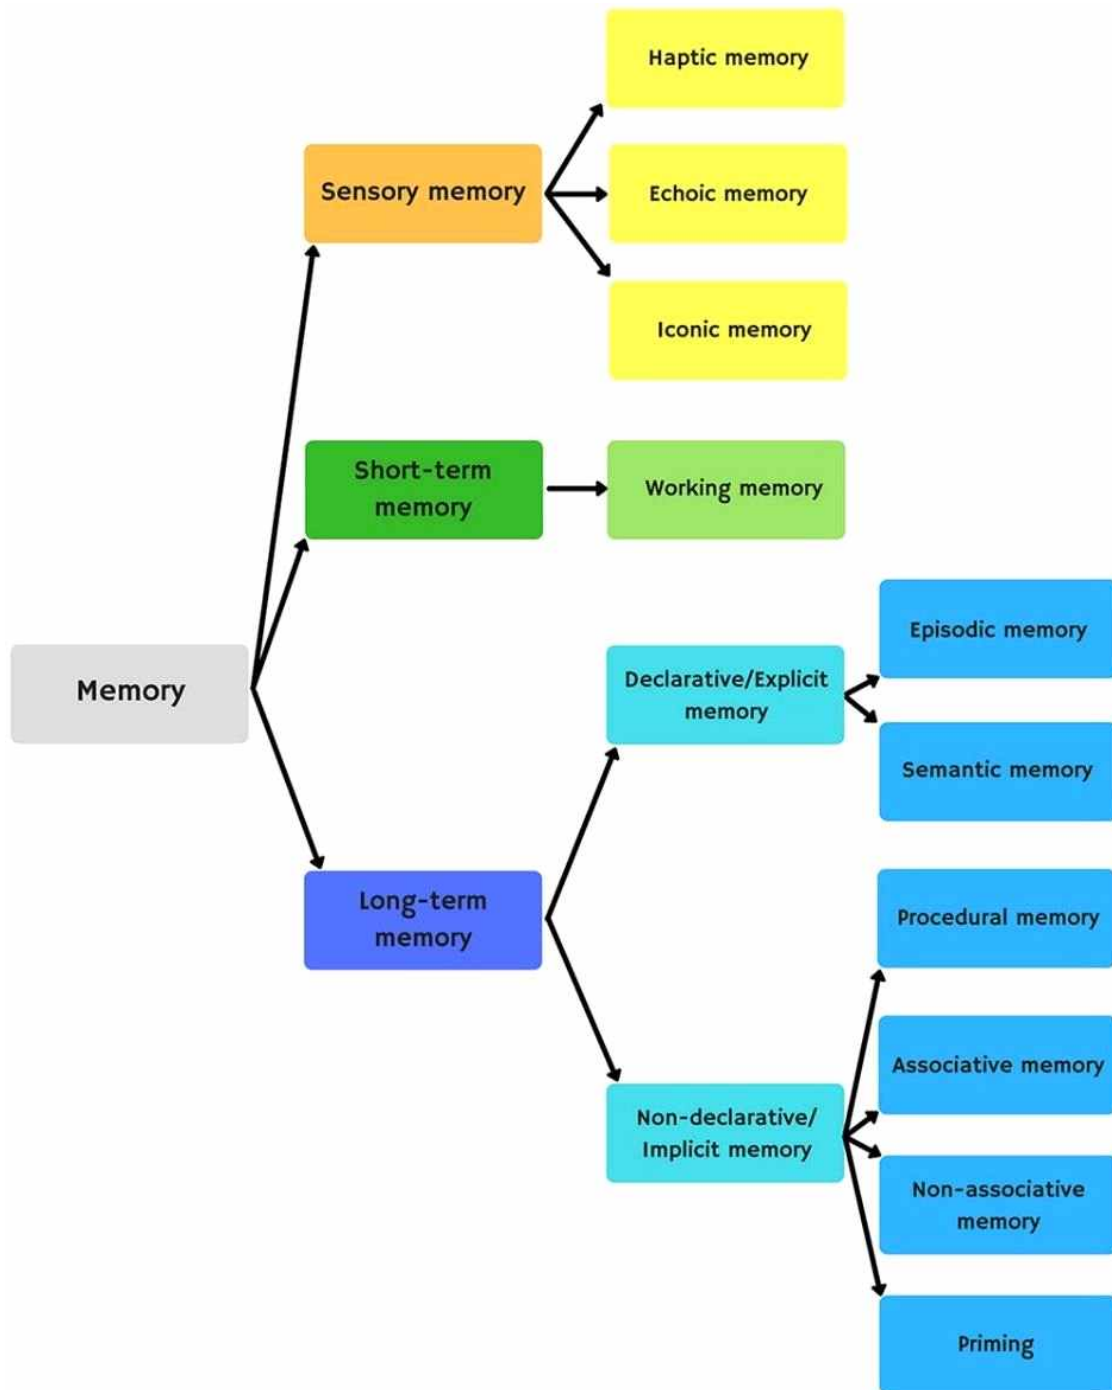 Haptic memory
Sensory memory
Echoic memory
Iconic memory
Short-term
memory
Working memory
Episodic memory
Memory
Declarative/Explicit
memory
Semantic memory
Long-term
memory
Procedural memory
Associative memory
Non-declarative/
Implicit memory
Non-associative
memory
Priming